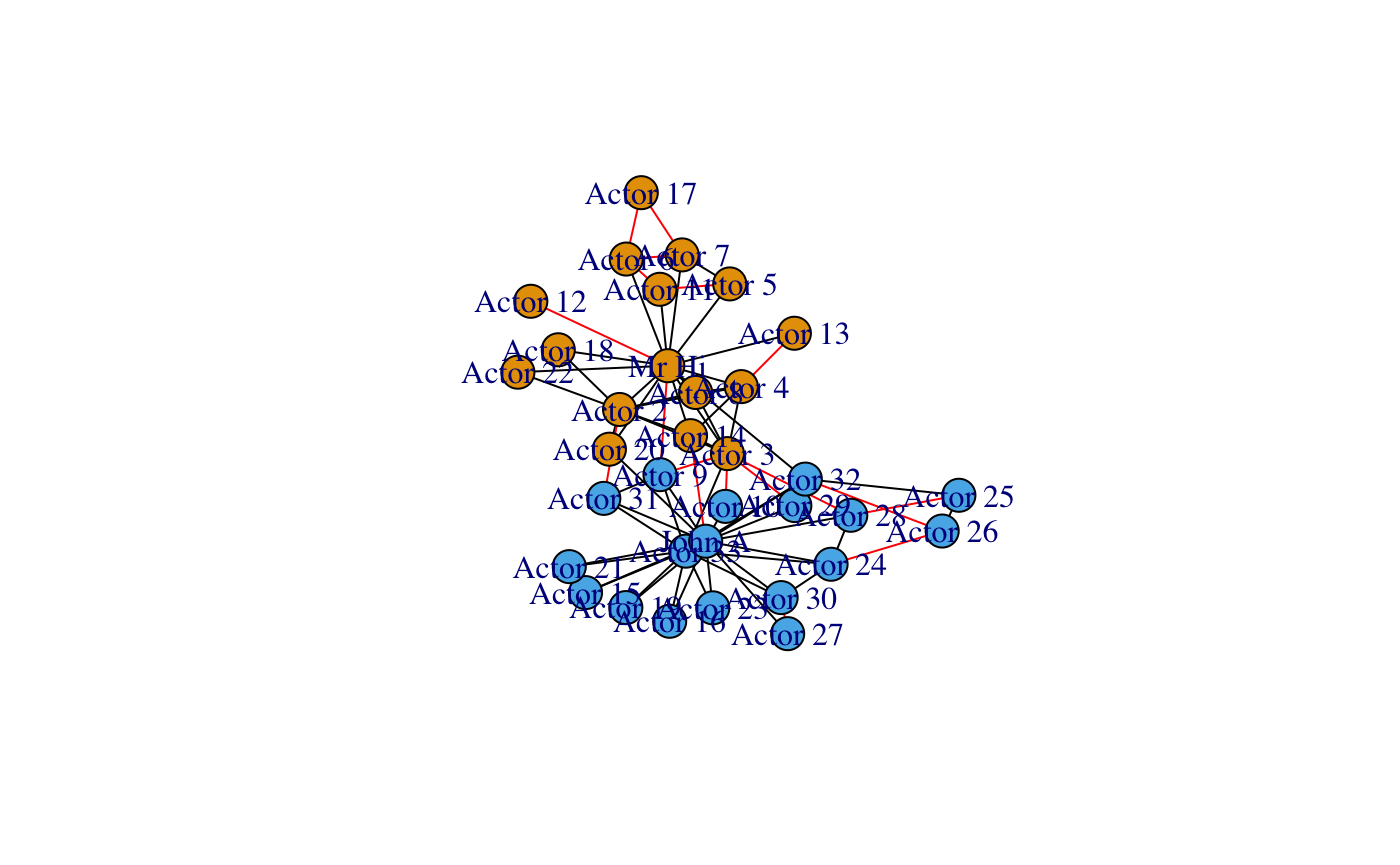 Actor 17
Actor 6
Actor 7
Actor 11
Actor 5
Actor 12
Actor 13
Actor 18
Mr Hi
Actor 22
Actor 8
Actor 4
Actor 2
Actor 14
Actor 20
Actor 3
Actor 9
Actor 32
Actor 31
Actor 10
Actor 29
Actor 25
Actor 28
Actor 26
John A
Actor 33
Actor 21
Actor 24
Actor 15
Actor 19
Actor 23
Actor 30
Actor 16
Actor 27